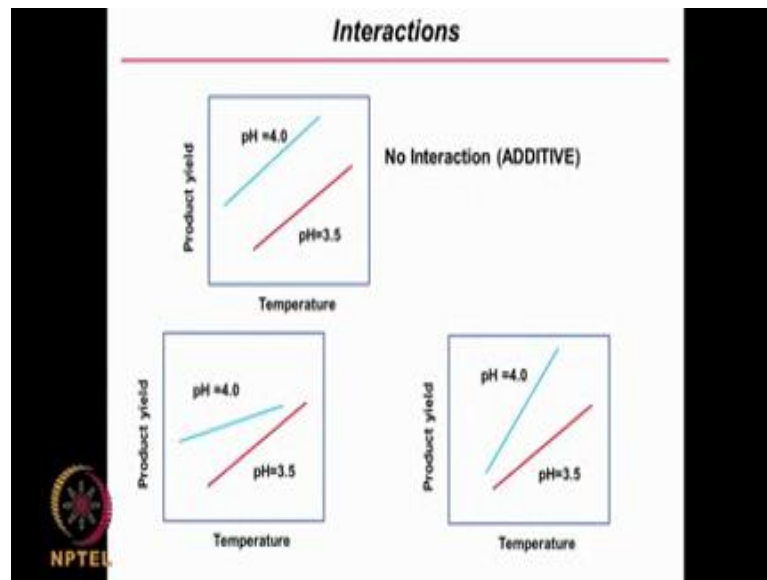 Interactions
pH =4.0
No Interaction (ADDITIVE)
Product yield
pH=3.5
Temperature
pH =4.0
Product yield
pH=3.5
Temperature
pH =4.0
Product yield
pH=3.5
Temperature
NPTEL